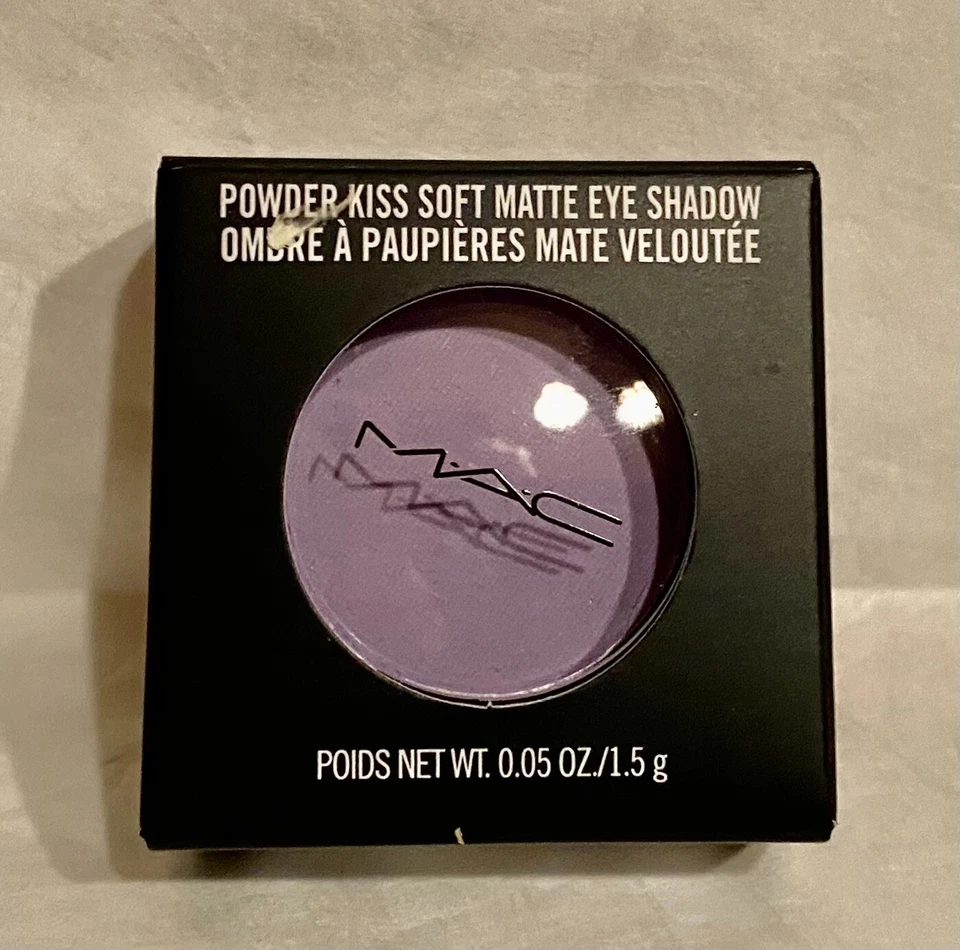 POWDER KISS SOFT MATTE EYE SHADOW
OMBRE À PAUPIÈRES MATE VELOUTÉE
M·A·C
POIDS NET WT. 0.05 OZ./1.5 g